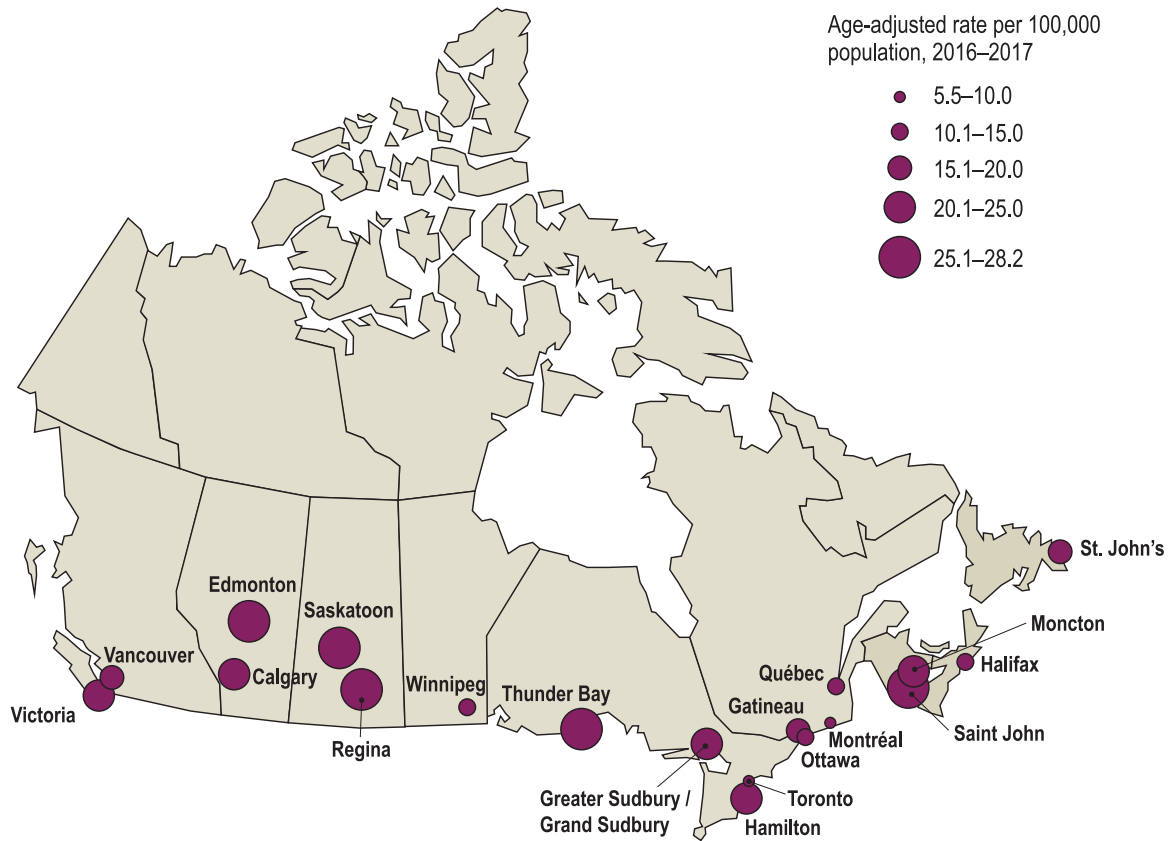 Age-adjusted rate per 100,000
population, 2016–2017
5.5–10.0
10.1–15.0
15.1–20.0
20.1–25.0
25.1–28.2
St. John's
Edmonton
Saskatoon
Moncton
Vancouver
Calgary
Winnipeg
Québec
Halifax
Thunder Bay
Gatineau
Victoria
Saint John
Montréal
Regina
Ottawa
Greater Sudbury /
Grand Sudbury
Toronto
Hamilton